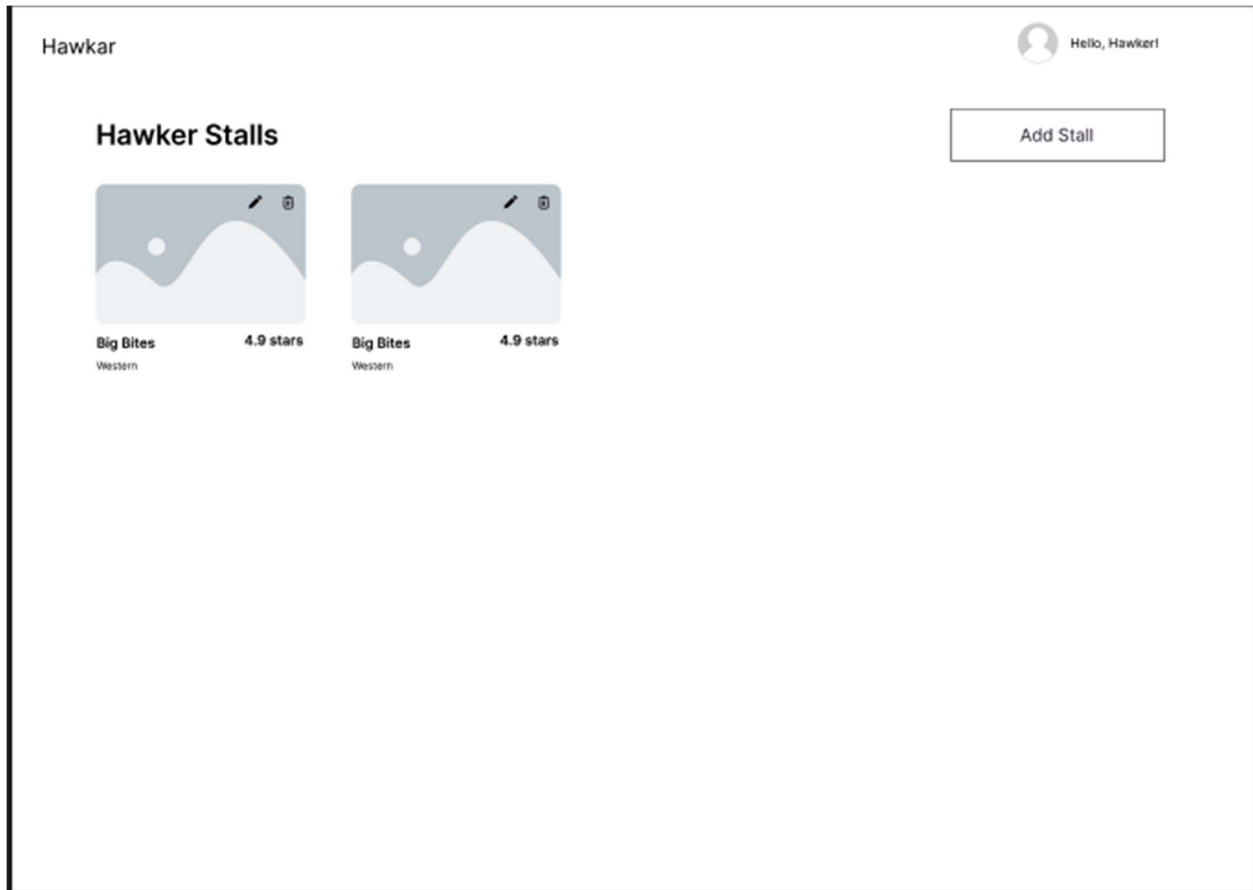 Hawkar
Hello, Hawker!
Hawker Stalls
Add Stall
Big Bites
4.9 stars
Western
Big Bites
4.9 stars
Western